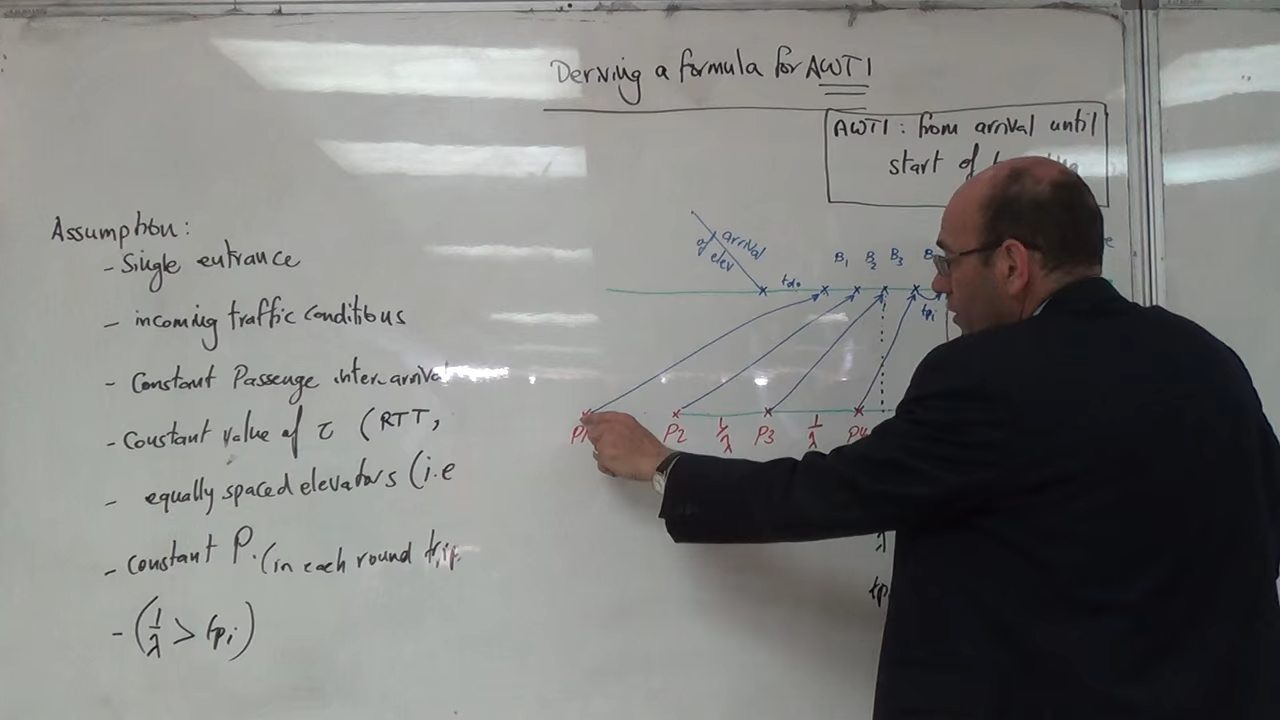 Deriving a formula for AWT1
AWT1: from arrival until
start of
Assumption:
- Single entrance
- incoming traffic conditions
- Constant Passenge inter-arrival
- Constant value of τ (RTT,
- equally spaced elevators (i.e
- Constant P. (in each round trip
- (1/λ > tpi)
arrival
of elev
tdo
B1 B2 B3
tpi
P1 P2 1/λ P3 1/λ P4
λ
tp